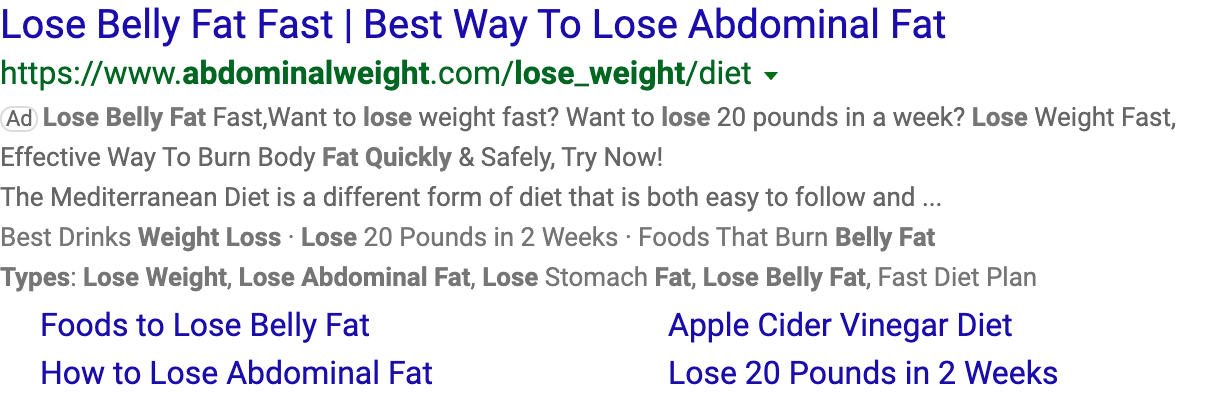 Lose Belly Fat Fast | Best Way To Lose Abdominal Fat
https://www.abdominalweight.com/lose_weight/diet
Ad Lose Belly Fat Fast,Want to lose weight fast? Want to lose 20 pounds in a week? Lose Weight Fast,
Effective Way To Burn Body Fat Quickly & Safely, Try Now!
The Mediterranean Diet is a different form of diet that is both easy to follow and ...
Best Drinks Weight Loss · Lose 20 Pounds in 2 Weeks · Foods That Burn Belly Fat
Types: Lose Weight, Lose Abdominal Fat, Lose Stomach Fat, Lose Belly Fat, Fast Diet Plan
Foods to Lose Belly Fat
Apple Cider Vinegar Diet
How to Lose Abdominal Fat
Lose 20 Pounds in 2 Weeks